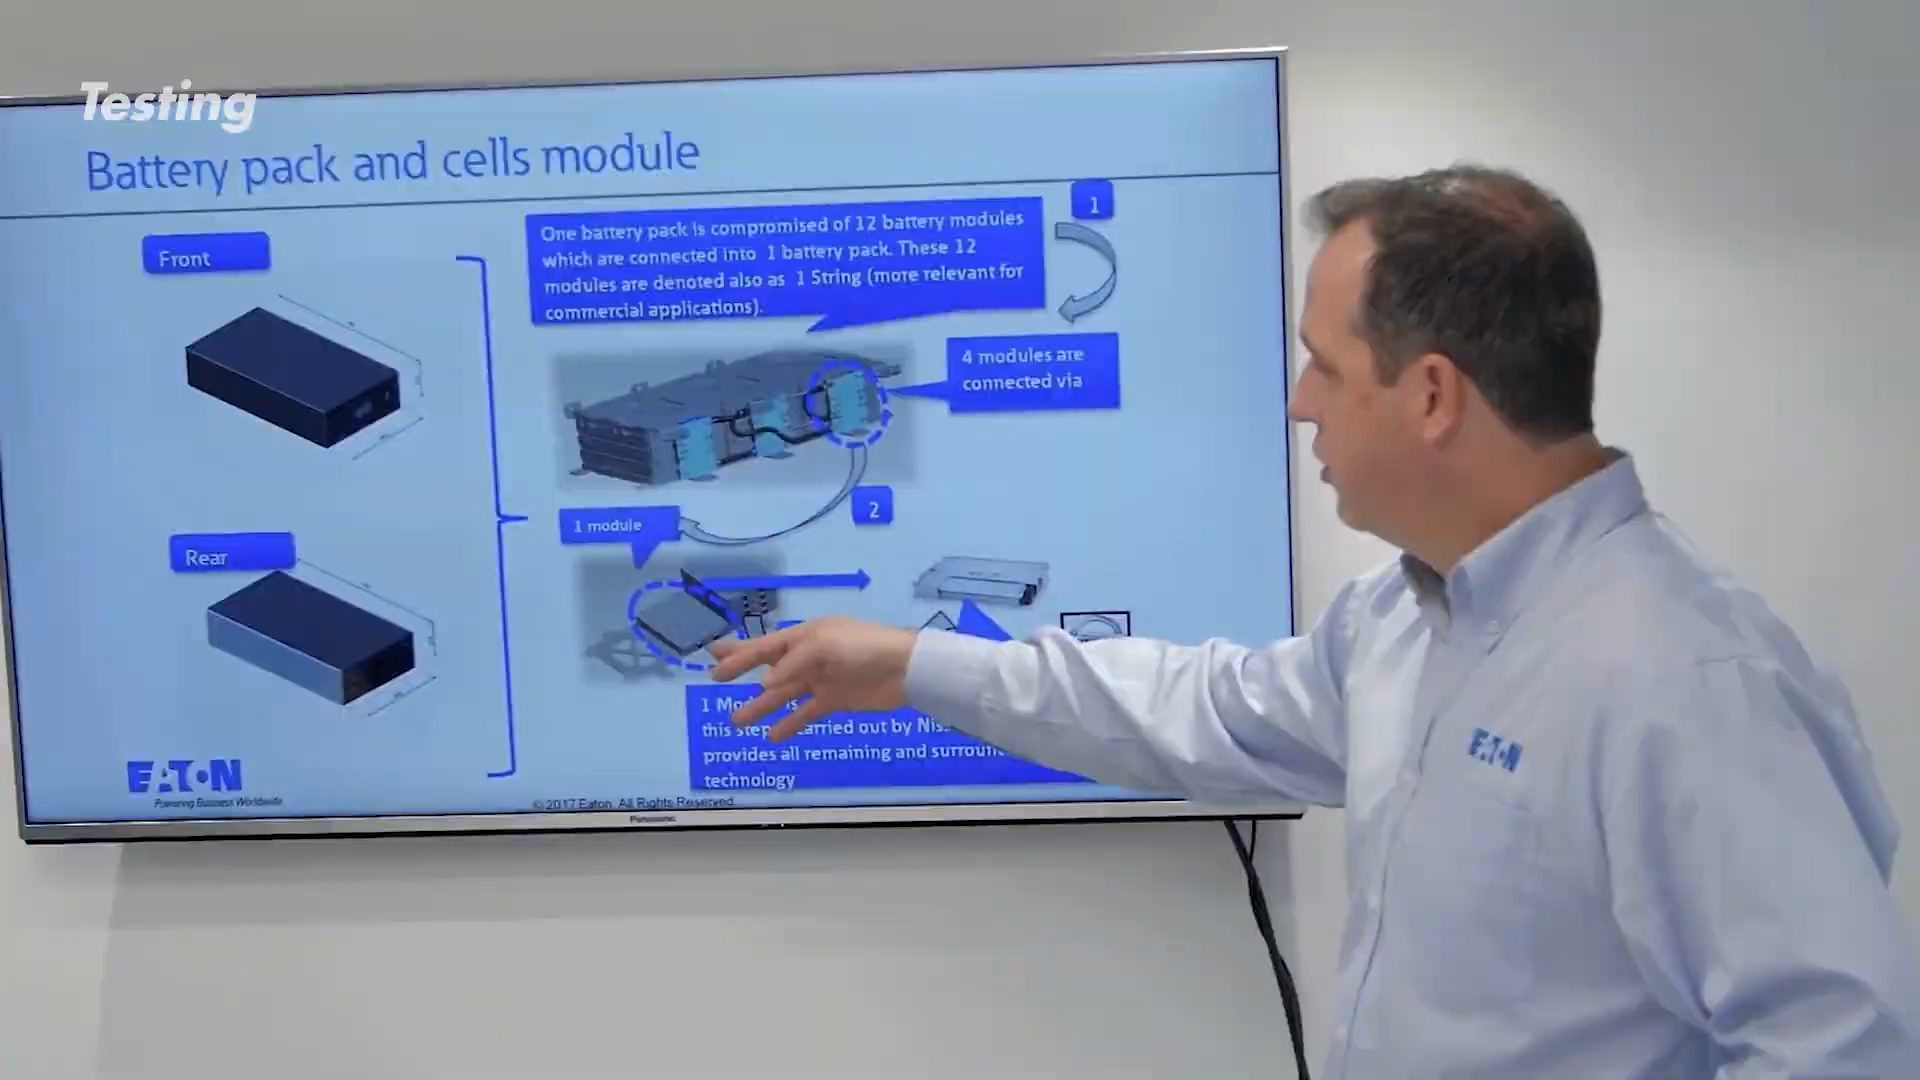 Testing
Battery pack and cells module
Front
One battery pack is compromised of 12 battery modules
which are connected into 1 battery pack. These 12
modules are denoted also as 1 String (more relevant for
commercial applications).
1
4 modules are
connected via
2
1 module
Rear
1
this step carried out by
provides all remaining and
technology
EATON
Powering Business Worldwide
© 2017 Eaton. All Rights Reserved.
Panasonic
EATON